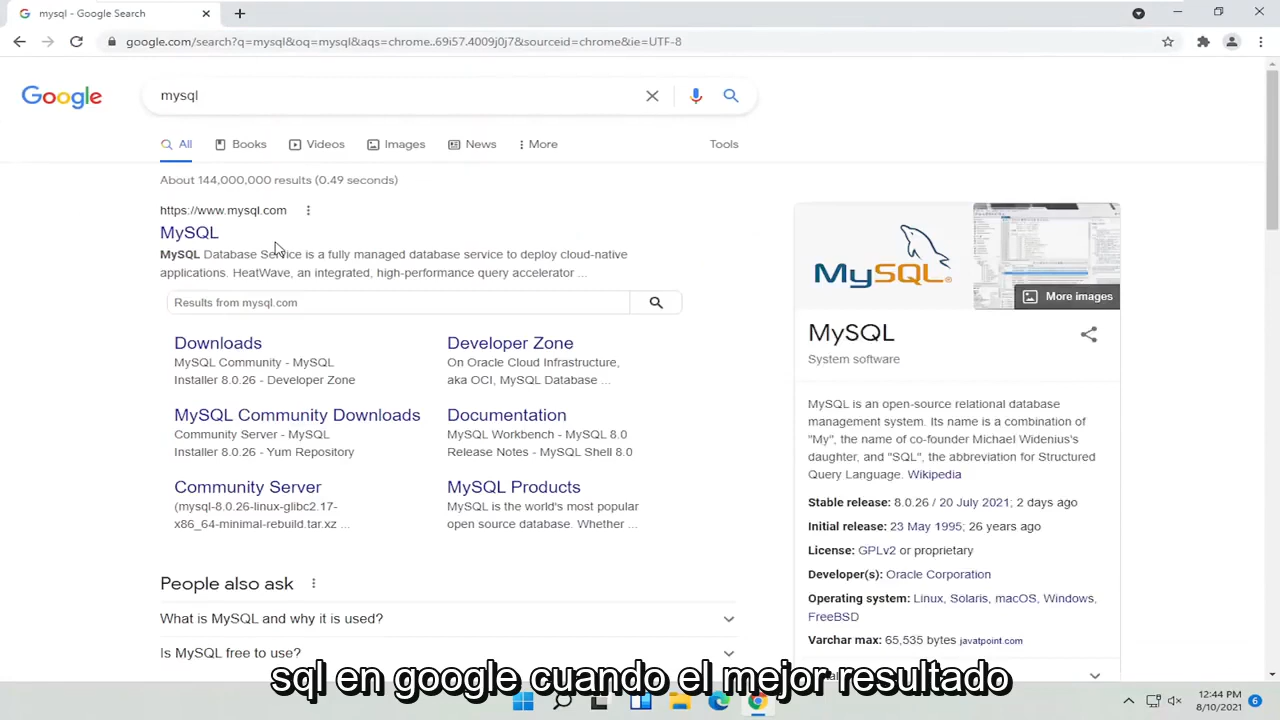 mysql - Google Search
google.com/search?q=mysql&oq=mysql&aqs=chrome..69i57.4009j0j7&sourceid=chrome&ie=UTF-8
Google
mysql
All
Books
Videos
Images
News
More
Tools
About 144,000,000 results (0.49 seconds)
https://www.mysql.com
MySQL
MySQL Database Service is a fully managed database service to deploy cloud-native
applications. HeatWave, an integrated, high-performance query accelerator ...
Results from mysql.com
Downloads
MySQL Community - MySQL
Installer 8.0.26 - Developer Zone
Developer Zone
On Oracle Cloud Infrastructure,
aka OCI, MySQL Database ...
MySQL Community Downloads
Community Server - MySQL
Installer 8.0.26 - Yum Repository
Documentation
MySQL Workbench - MySQL 8.0
Release Notes - MySQL Shell 8.0
Community Server
(mysql-8.0.26-linux-glibc2.17-
x86_64-minimal-rebuild.tar.xz ...
MySQL Products
MySQL is the world's most popular
open source database. Whether ...
People also ask
What is MySQL and why it is used?
Is MySQL free to use?
MySQL®
More images
MySQL
System software
MySQL is an open-source relational database
management system. Its name is a combination of
"My", the name of co-founder Michael Widenius's
daughter, and "SQL", the abbreviation for Structured
Query Language. Wikipedia
Stable release: 8.0.26 / 20 July 2021; 2 days ago
Initial release: 23 May 1995; 26 years ago
License: GPLv2 or proprietary
Developer(s): Oracle Corporation
Operating system: Linux, Solaris, macOS, Windows,
FreeBSD
Varchar max: 65,535 bytes javatpoint.com
sql en google cuando el mejor resultado
12:44 PM
8/10/2021
6